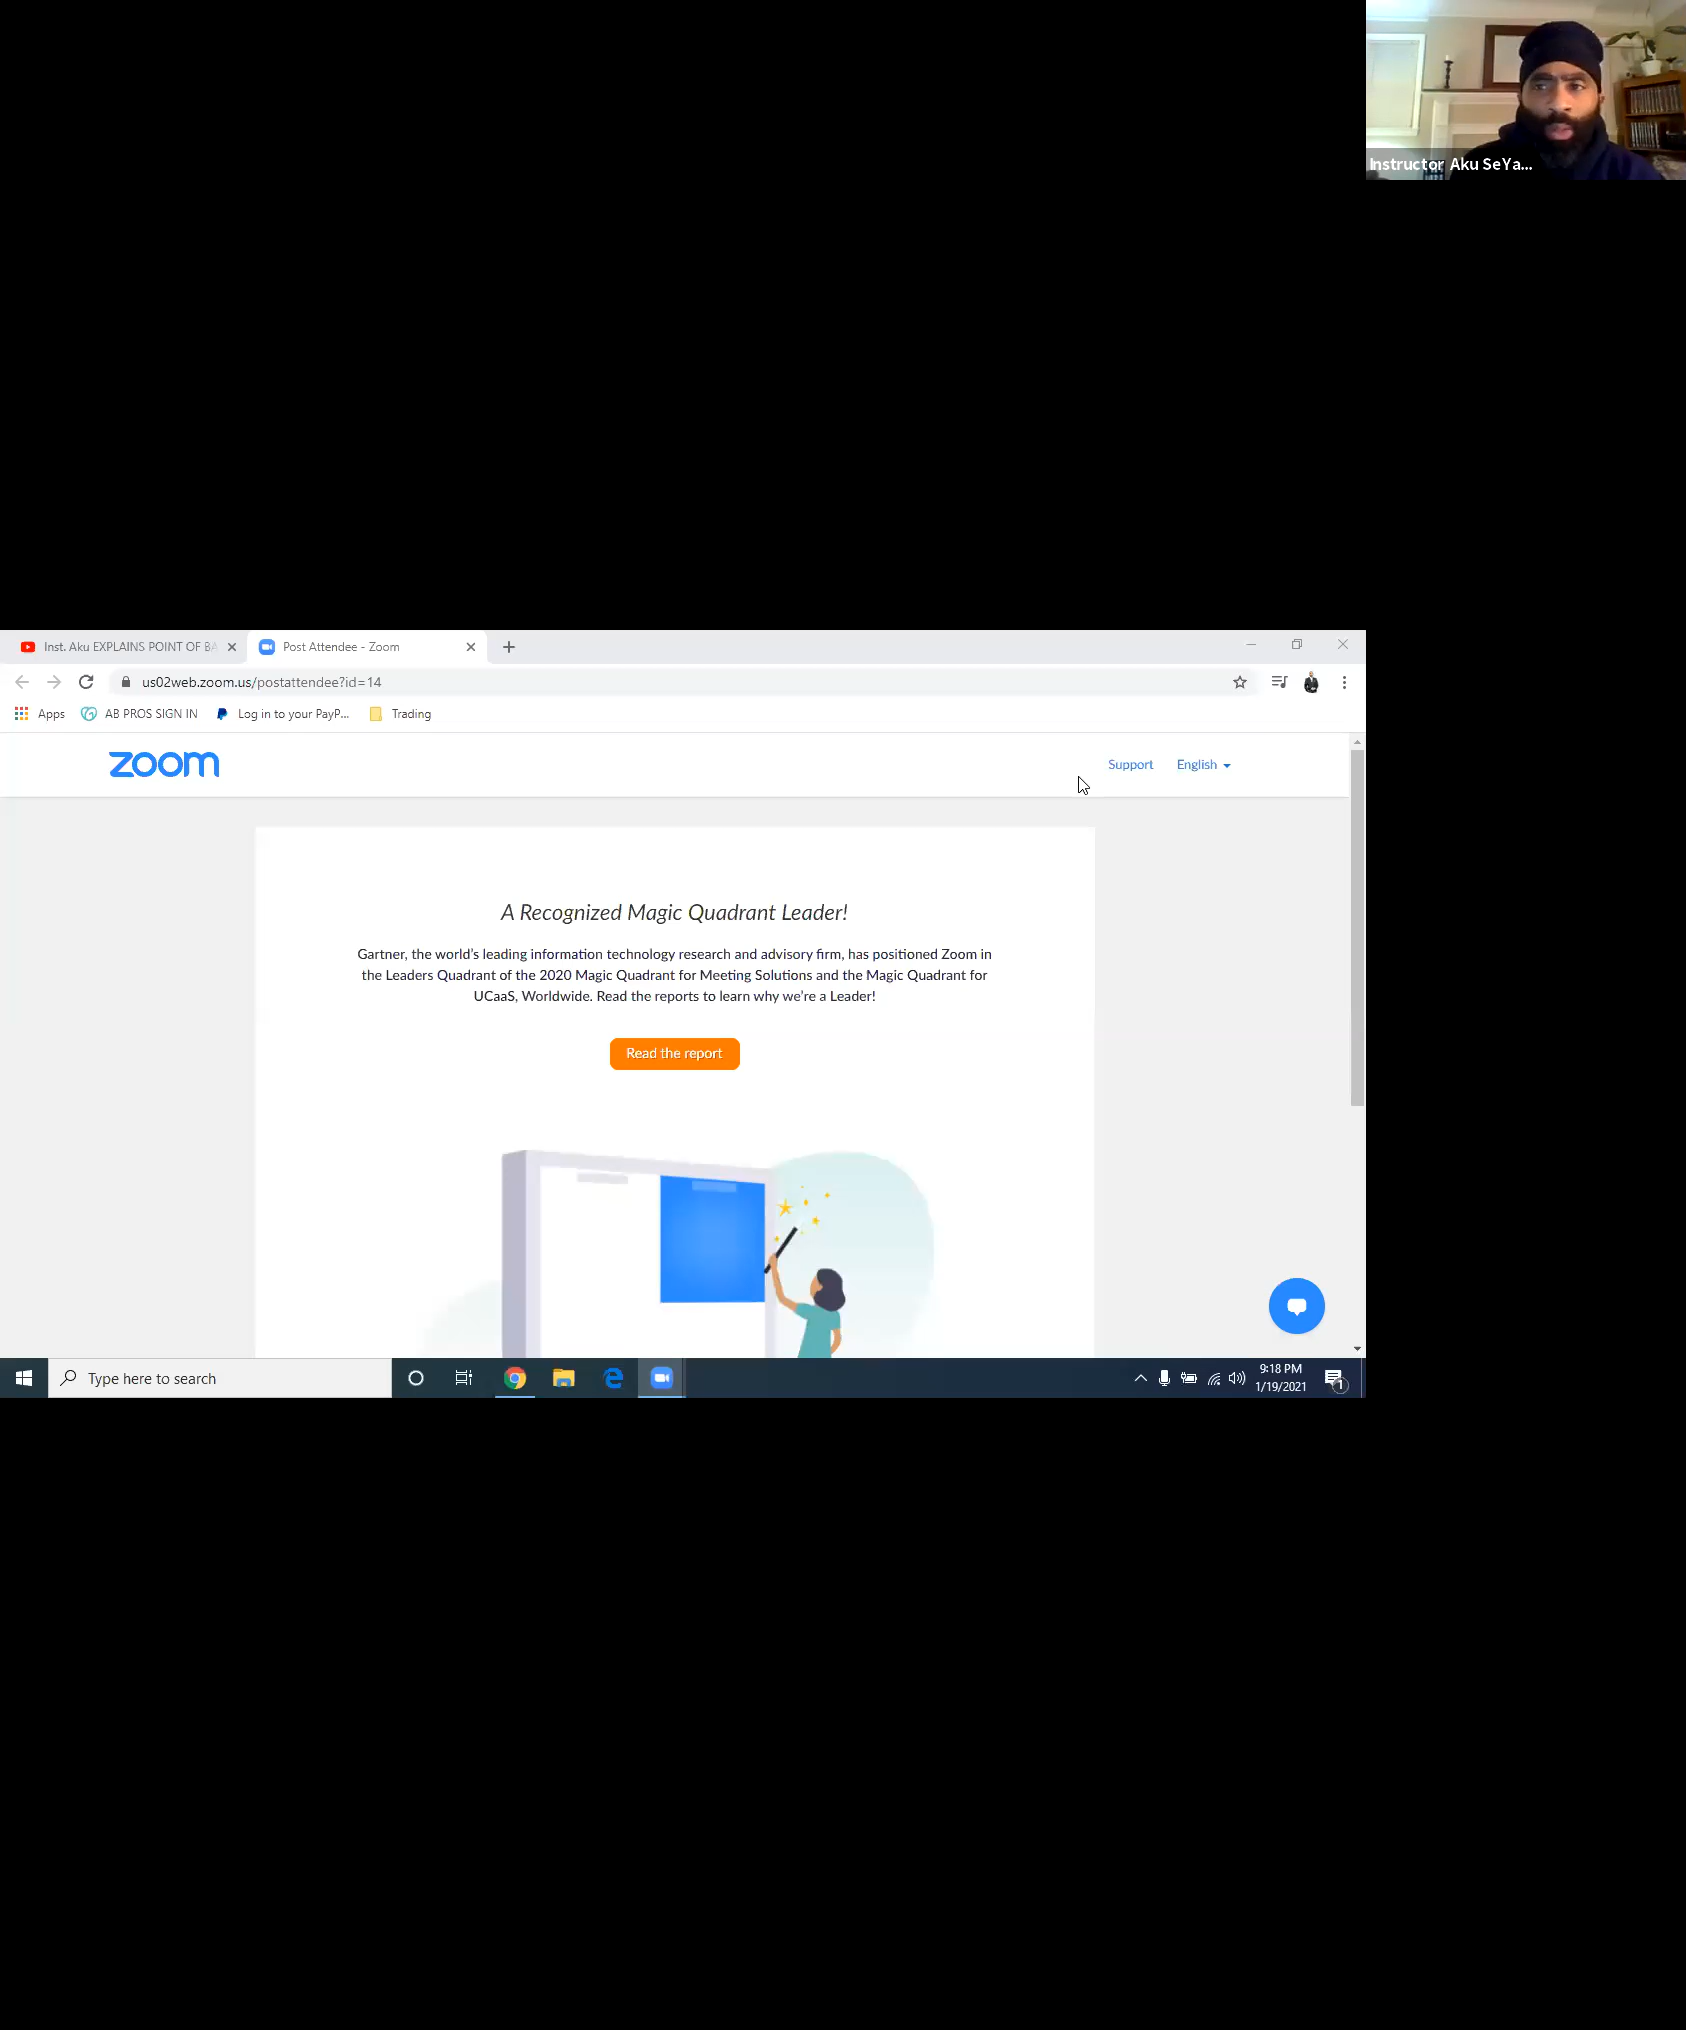 Instructor Aku SeYa...
Inst. Aku EXPLAINS POINT OF BA
Post Attendee - Zoom
us02web.zoom.us/postattendee?id=14
Apps
AB PROS SIGN IN
Log in to your PayP...
Trading
zoom
Support
English
A Recognized Magic Quadrant Leader!
Gartner, the world's leading information technology research and advisory firm, has positioned Zoom in
the Leaders Quadrant of the 2020 Magic Quadrant for Meeting Solutions and the Magic Quadrant for
UCaaS, Worldwide. Read the reports to learn why we're a Leader!
Read the report
Type here to search
9:18 PM
1/19/2021
1